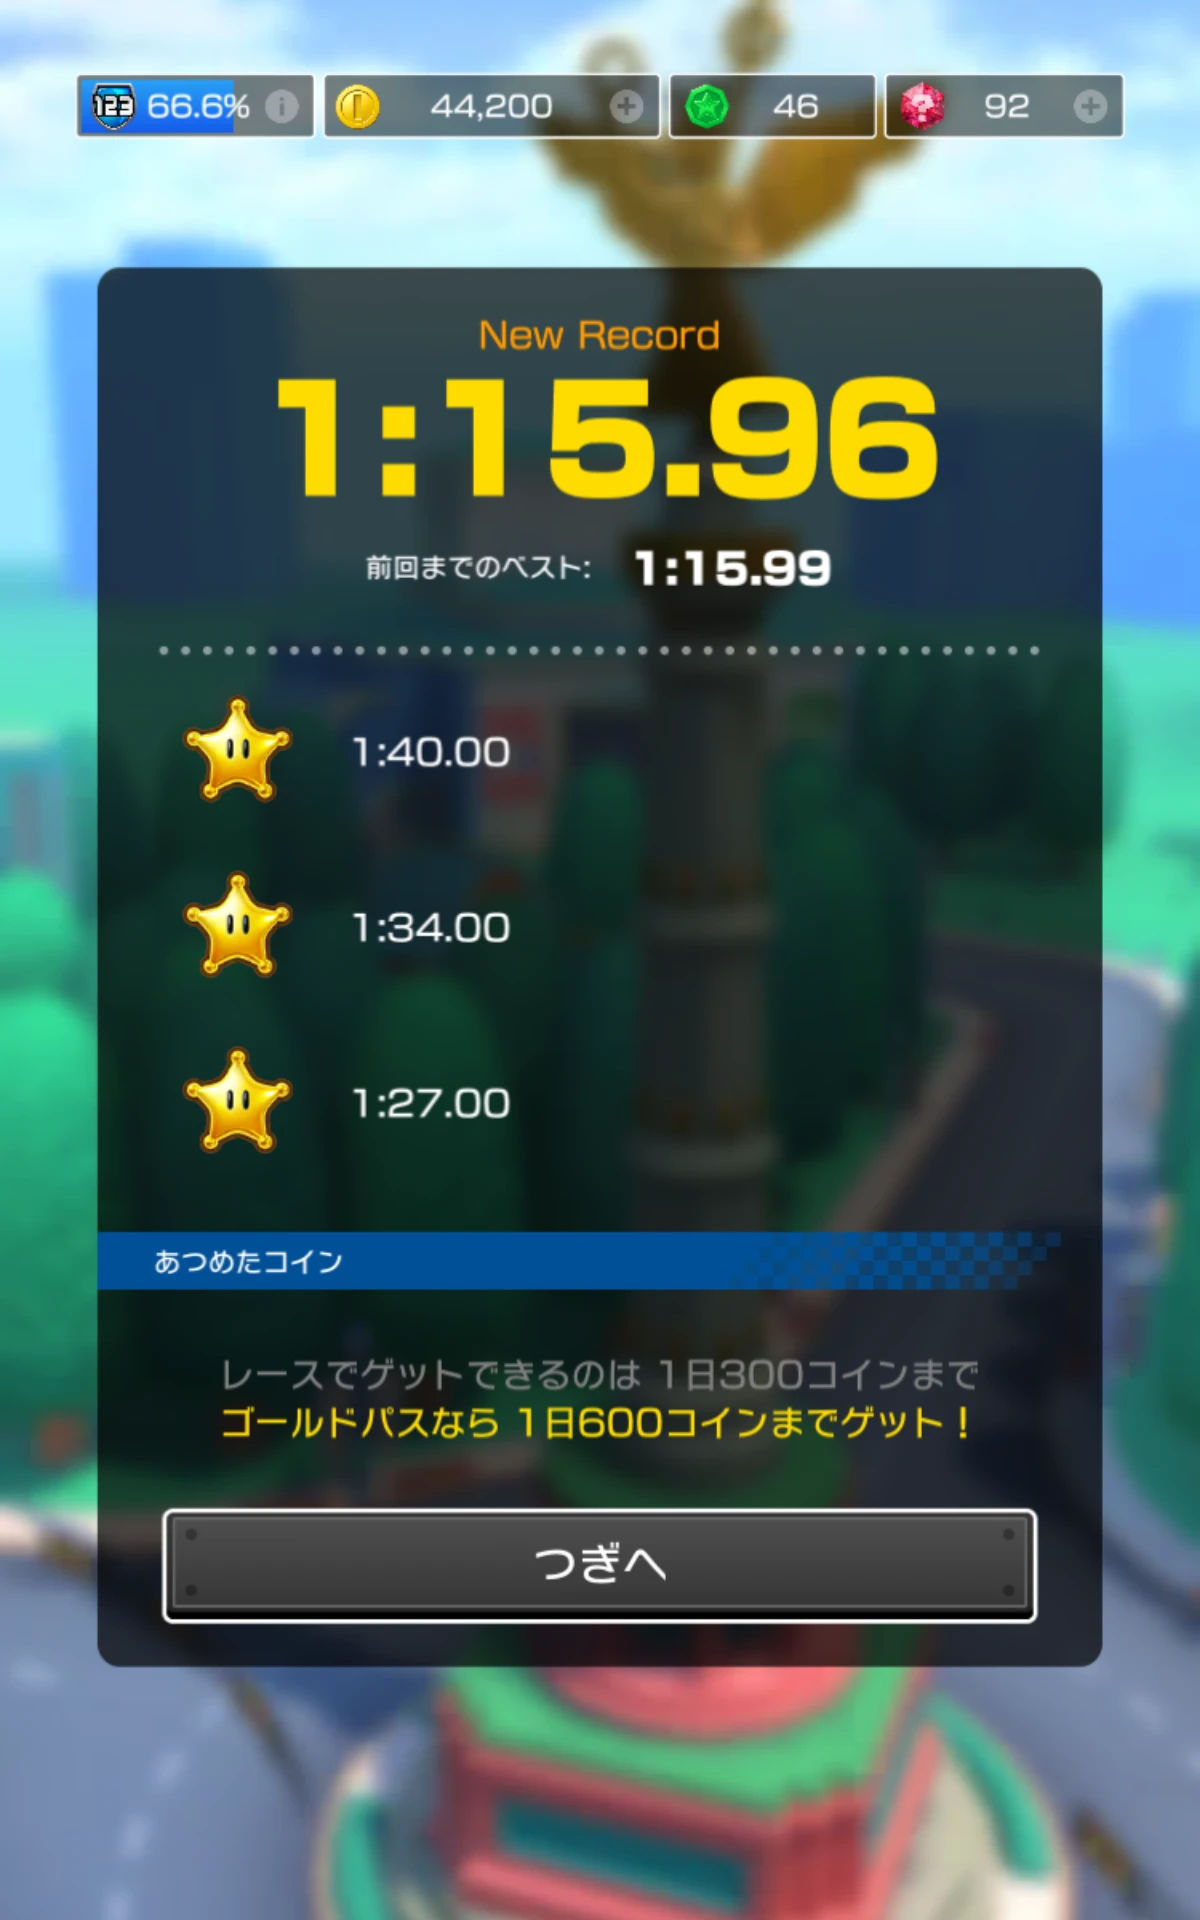 123 66.6% i 44,200 + 46 92 +
New Record
1:15.96
前回までのベスト: 1:15.99
1:40.00
1:34.00
1:27.00
あつめたコイン
レースでゲットできるのは 1日300コインまで
ゴールドパスなら 1日600コインまでゲット！
つぎへ